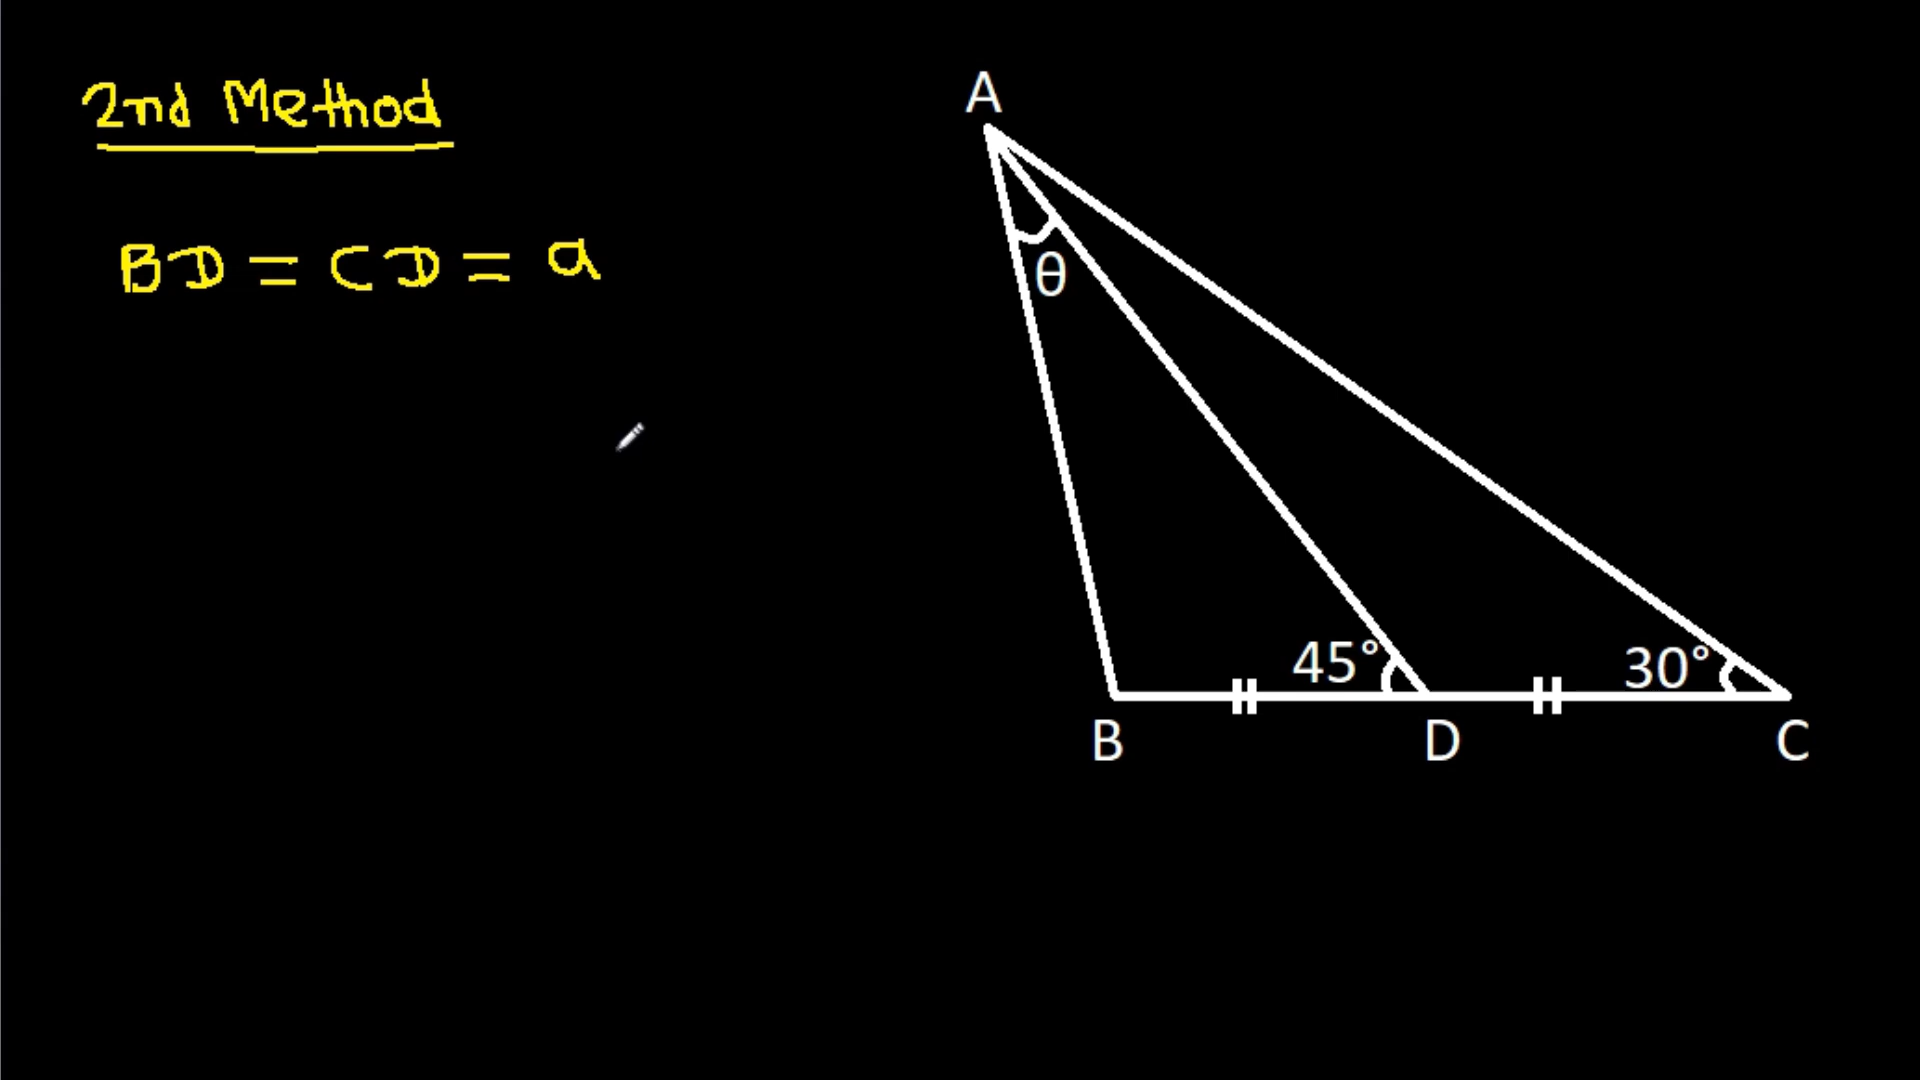 2nd Method
BD = CD = a
A
θ
45°
30°
B
D
C